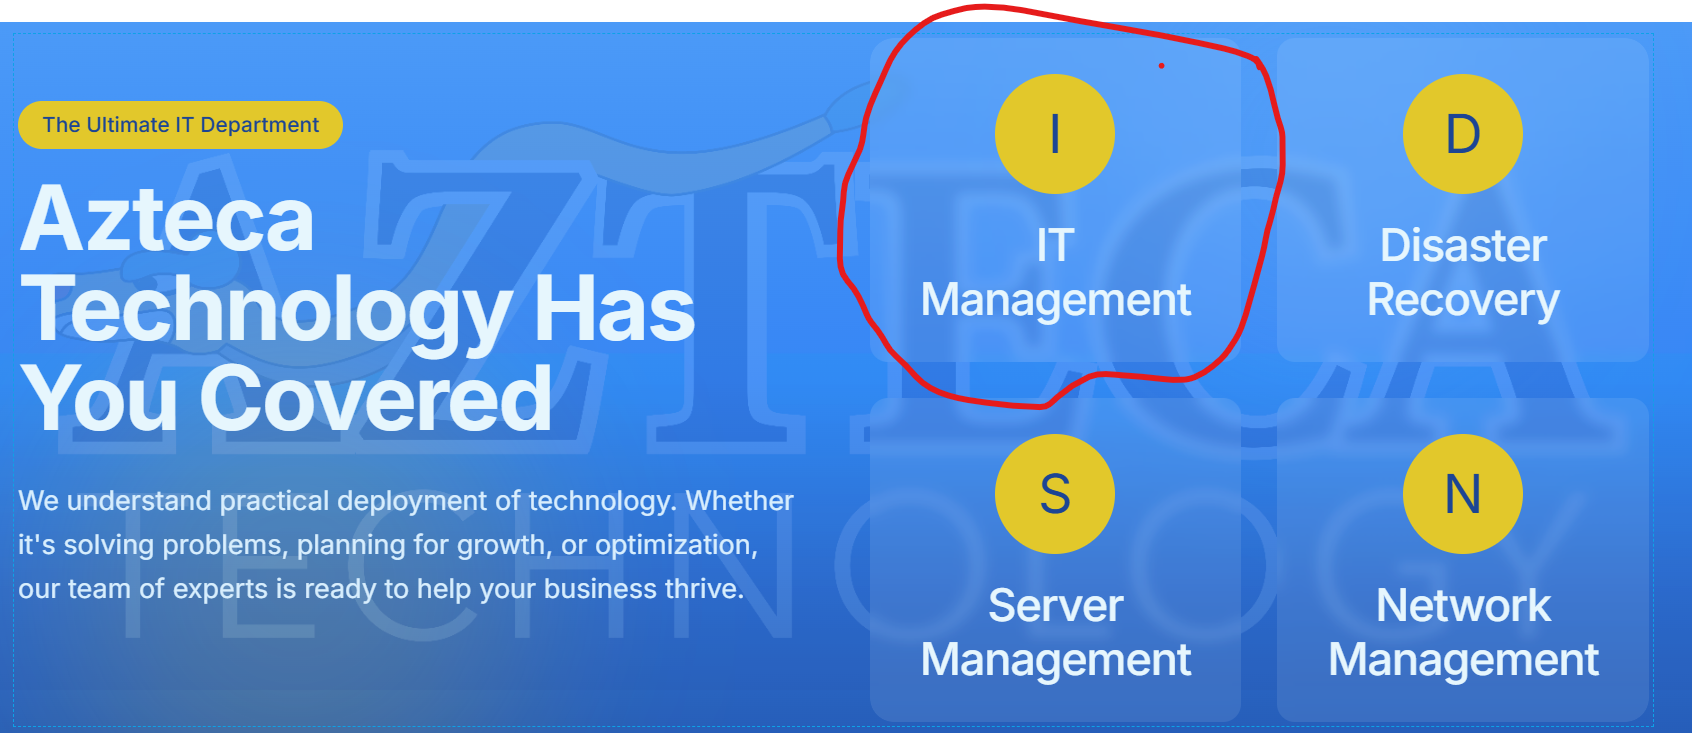 The Ultimate IT Department
Azteca
Technology Has
You Covered
We understand practical deployment of technology. Whether
it's solving problems, planning for growth, or optimization,
our team of experts is ready to help your business thrive.
I
IT
Management
D
Disaster
Recovery
S
Server
Management
N
Network
Management
AZTECA
TECHNOLOGY